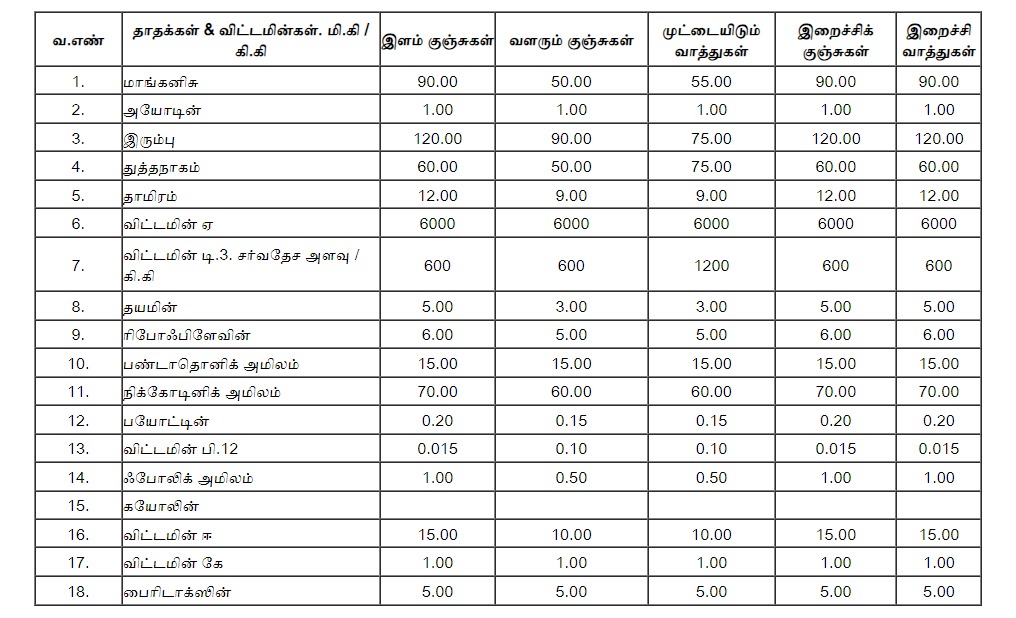 வ.எண் தாதக்கள் & விட்டமின்கள். மி.கி / கி.கி இளம் குஞ்சுகள் வளரும் குஞ்சுகள் முட்டையிடும் வாத்துகள் இறைச்சிக் குஞ்சுகள் இறைச்சி வாத்துகள்
1. மாங்கனிசு 90.00 50.00 55.00 90.00 90.00
2. அயோடின் 1.00 1.00 1.00 1.00 1.00
3. இரும்பு 120.00 90.00 75.00 120.00 120.00
4. துத்தநாகம் 60.00 50.00 75.00 60.00 60.00
5. தாமிரம் 12.00 9.00 9.00 12.00 12.00
6. விட்டமின் ஏ 6000 6000 6000 6000 6000
7. விட்டமின் டி.3. சர்வதேச அளவு / கி.கி 600 600 1200 600 600
8. தயமின் 5.00 3.00 3.00 5.00 5.00
9. ரிபோஃபிளேவின் 6.00 5.00 5.00 6.00 6.00
10. பண்டாதொனிக் அமிலம் 15.00 15.00 15.00 15.00 15.00
11. நிக்கோடினிக் அமிலம் 70.00 60.00 60.00 70.00 70.00
12. பயோட்டின் 0.20 0.15 0.15 0.20 0.20
13. விட்டமின் பி.12 0.015 0.10 0.10 0.015 0.015
14. ஃபோலிக் அமிலம் 1.00 0.50 0.50 1.00 1.00
15. கயோலின்
16. விட்டமின் ஈ 15.00 10.00 10.00 15.00 15.00
17. விட்டமின் கே 1.00 1.00 1.00 1.00 1.00
18. பைரிடாக்ஸின் 5.00 5.00 5.00 5.00 5.00